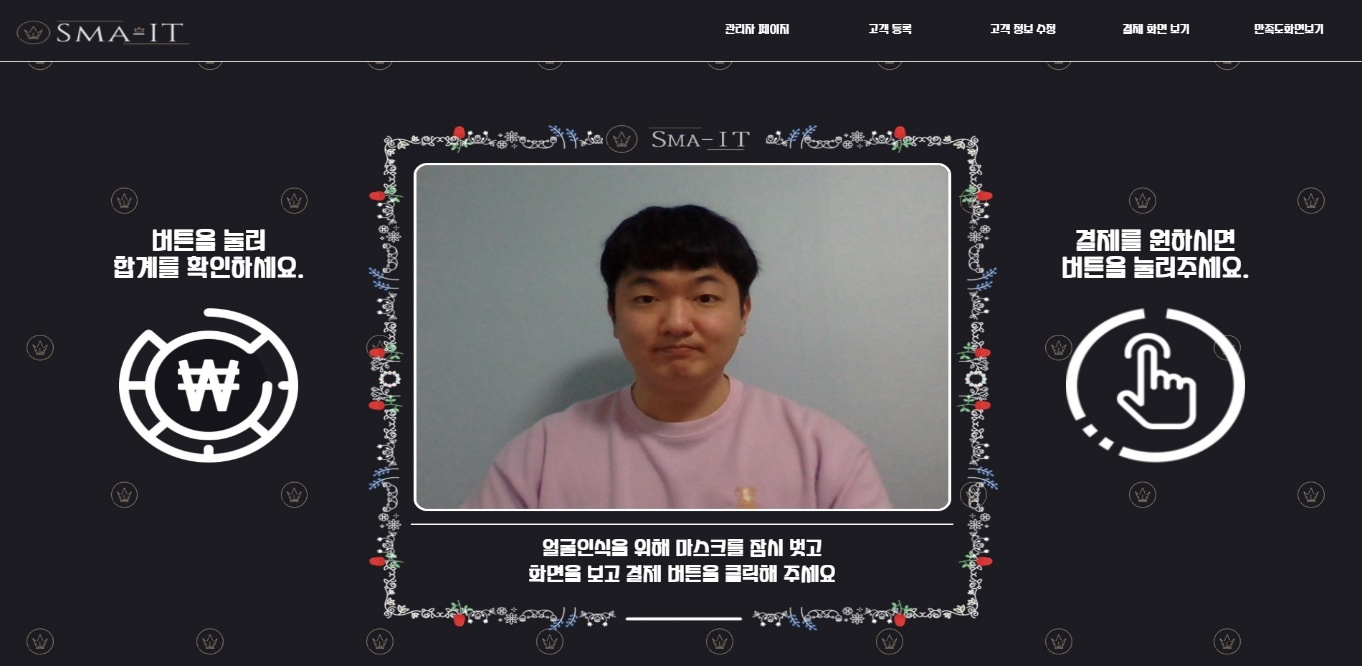 SMA-IT
관리자 페이지
고객 등록
고객 정보 수정
결제 화면 보기
만족도화면보기
SMA-IT
버튼을 눌러
합계를 확인하세요.
결제를 원하시면
버튼을 눌러주세요.
₩
얼굴인식을 위해 마스크를 잠시 벗고
화면을 보고 결제 버튼을 클릭해 주세요